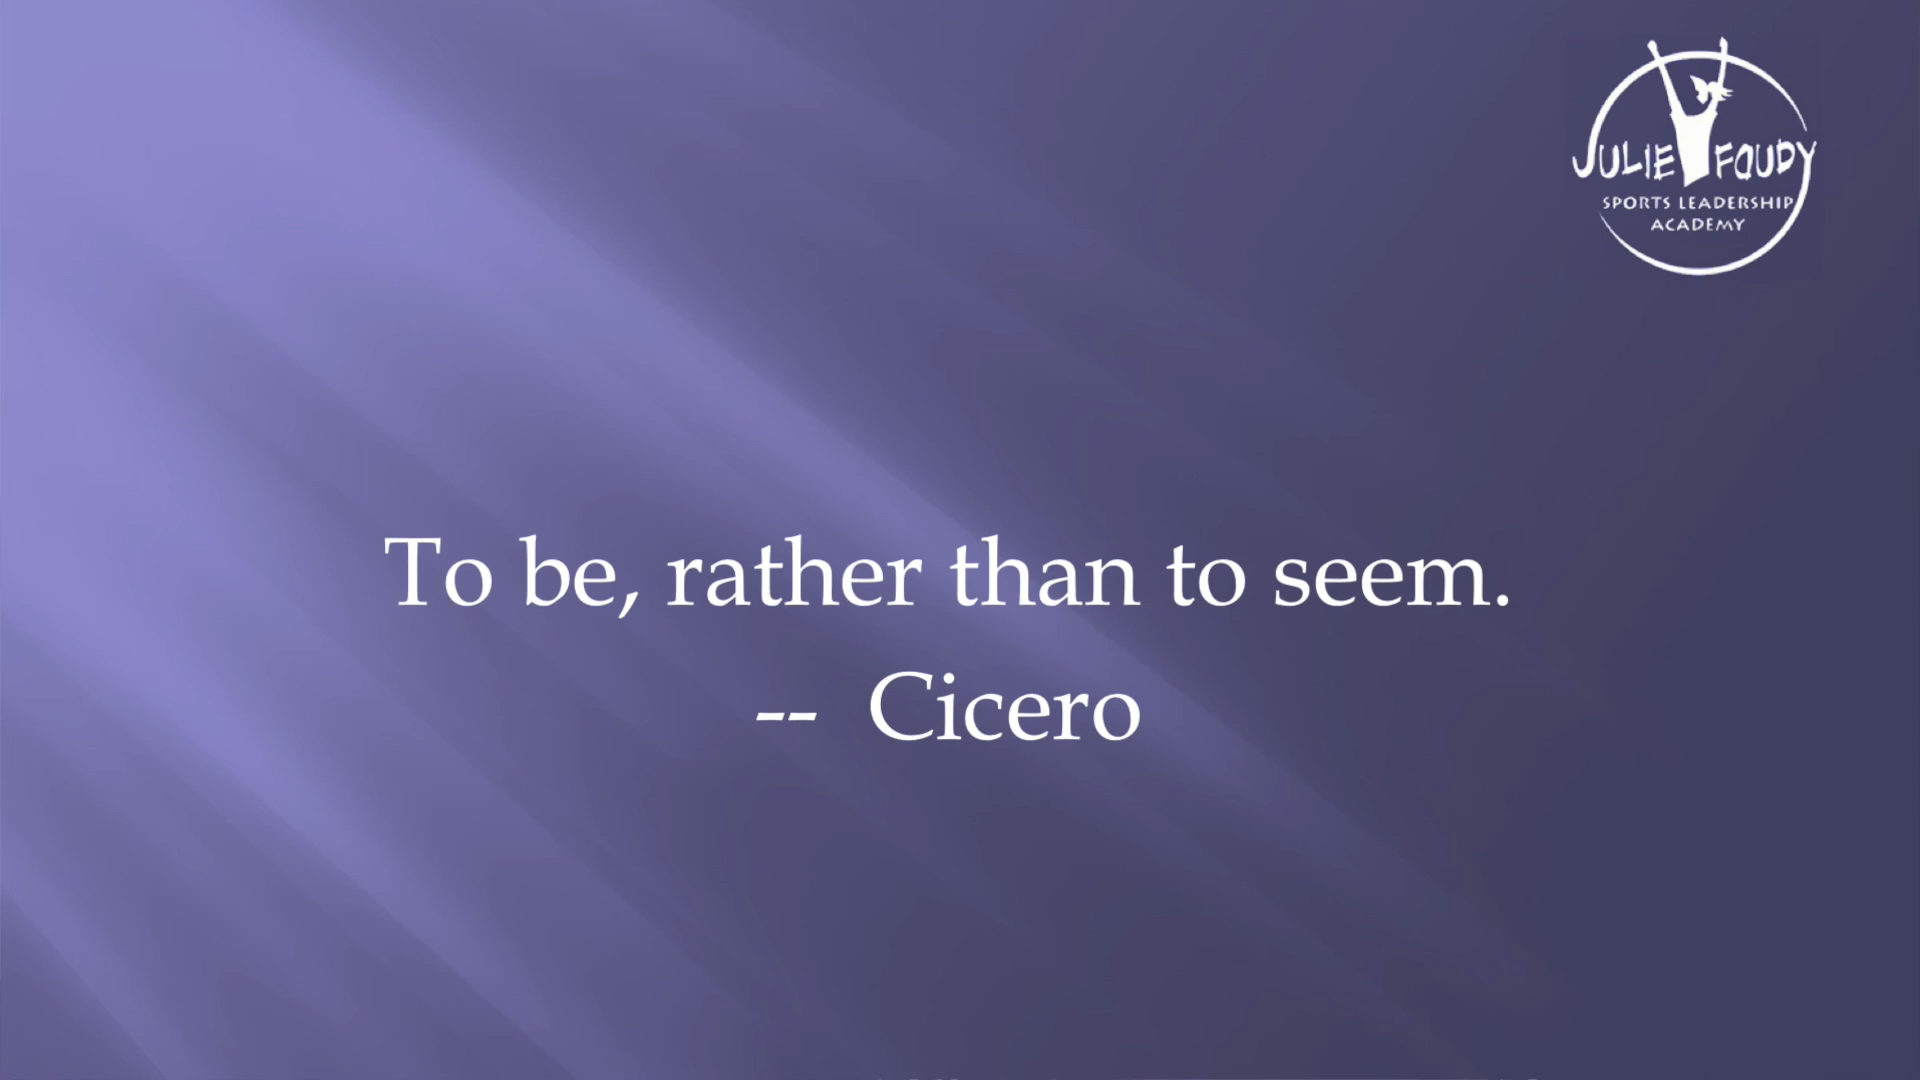 JULIE FOUDY
SPORTS LEADERSHIP
ACADEMY
To be, rather than to seem.
-- Cicero